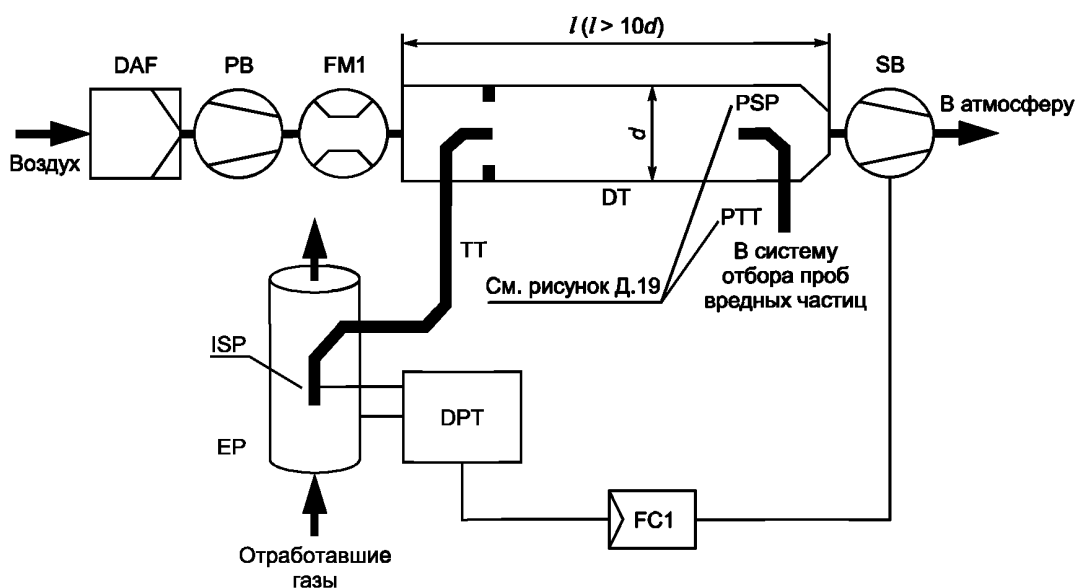 l (l > 10d)
DAF
PB
FM1
SB
PSP
В атмосферу
d
Воздух
DT
PTT
TT
В систему
отбора проб
вредных частиц
См. рисунок Д.19
ISP
DPT
EP
FC1
Отработавшие
газы